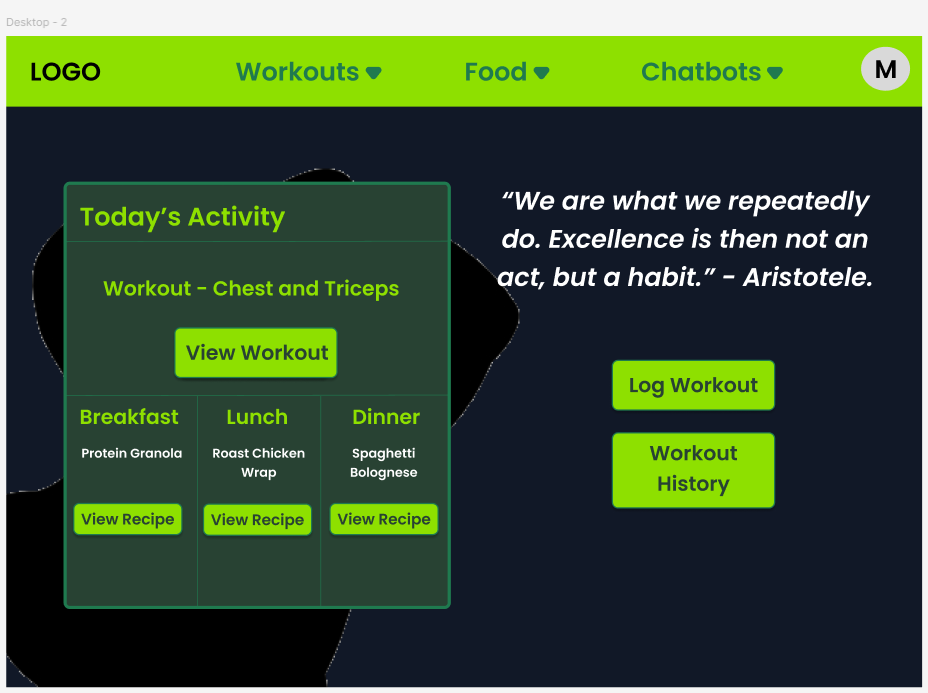 Desktop - 2
LOGO
Workouts
Food
Chatbots
M
Today’s Activity
Workout - Chest and Triceps
View Workout
Breakfast
Protein Granola
View Recipe
Lunch
Roast Chicken
Wrap
View Recipe
Dinner
Spaghetti
Bolognese
View Recipe
“We are what we repeatedly
do. Excellence is then not an
act, but a habit.” - Aristotele.
Log Workout
Workout
History